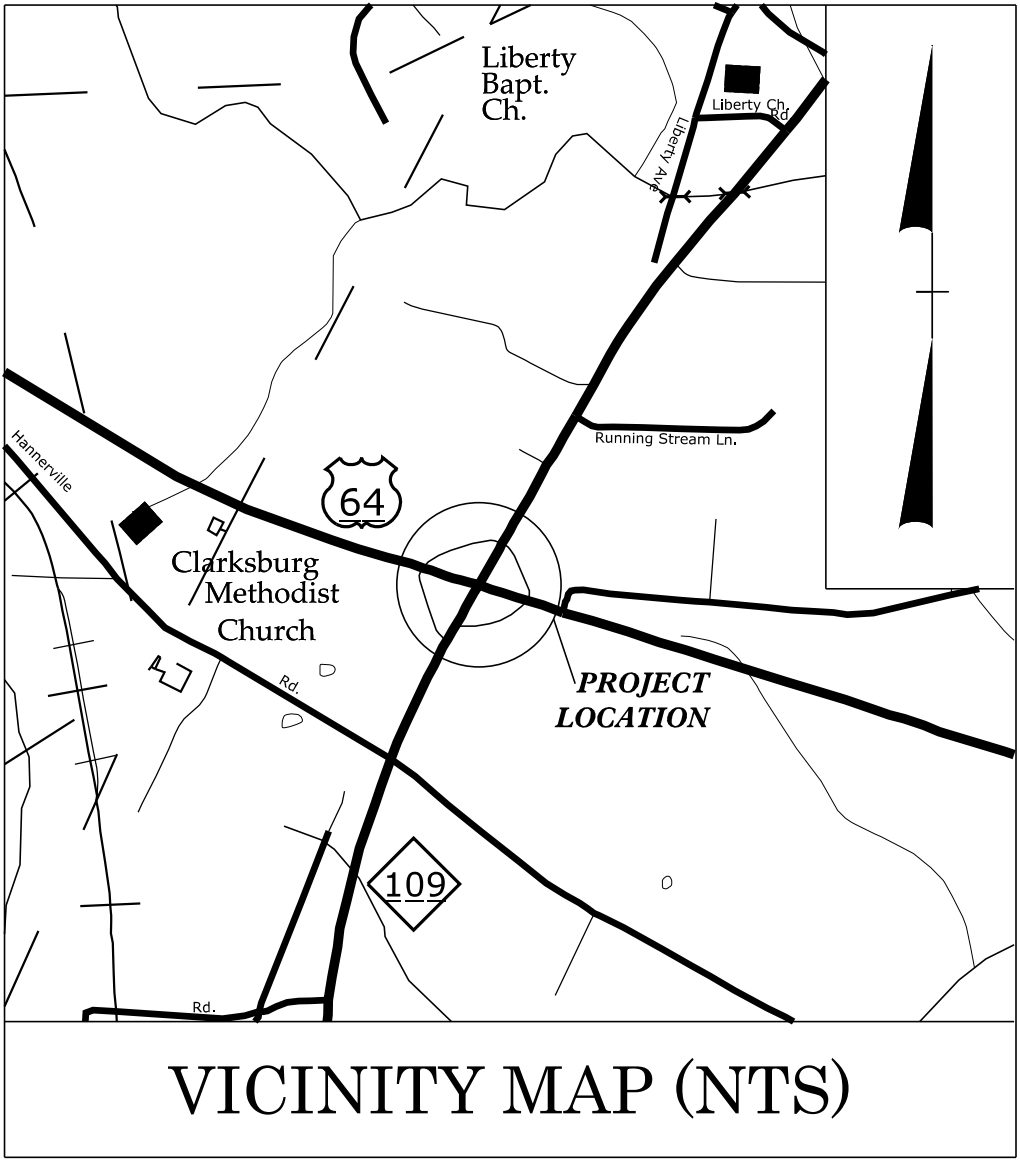 Liberty
Bapt.
Ch.
Liberty Ch.
Rd
Liberty Ave
Running Stream Ln.
Hannerville
64
Clarksburg
Methodist
Church
Rd.
PROJECT
LOCATION
109
Rd.
VICINITY MAP (NTS)